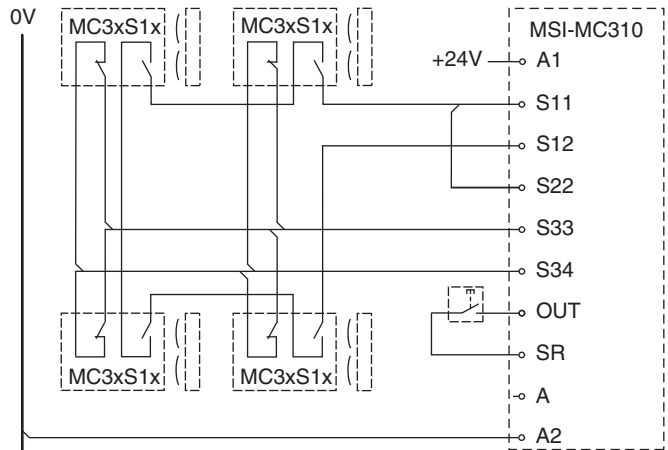 0V
MC3xS1x
MC3xS1x
MSI-MC310
+24V
A1
S11
S12
S22
S33
S34
OUT
SR
A
A2
MC3xS1x
MC3xS1x